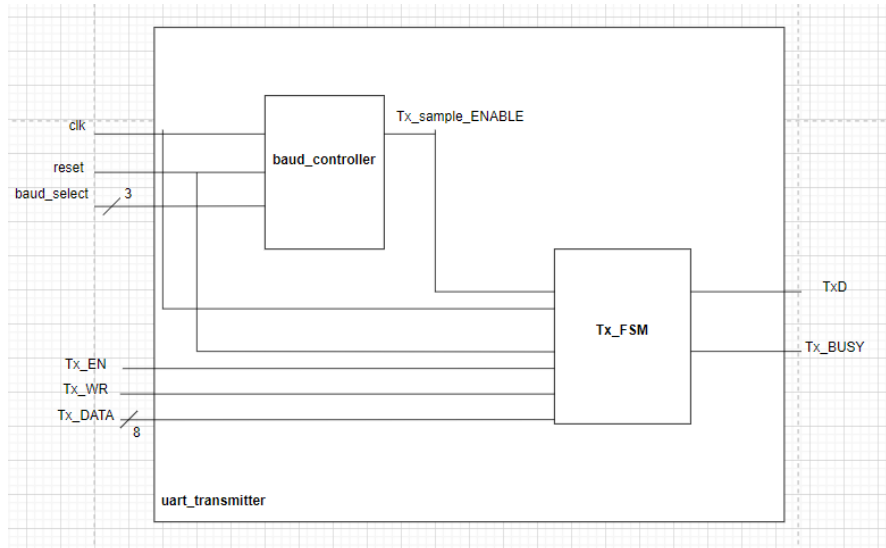 Tx_sample_ENABLE
clk
baud_controller
reset
baud_select
3
TxD
Tx_FSM
Tx_BUSY
Tx_EN
Tx_WR
Tx_DATA
8
uart_transmitter